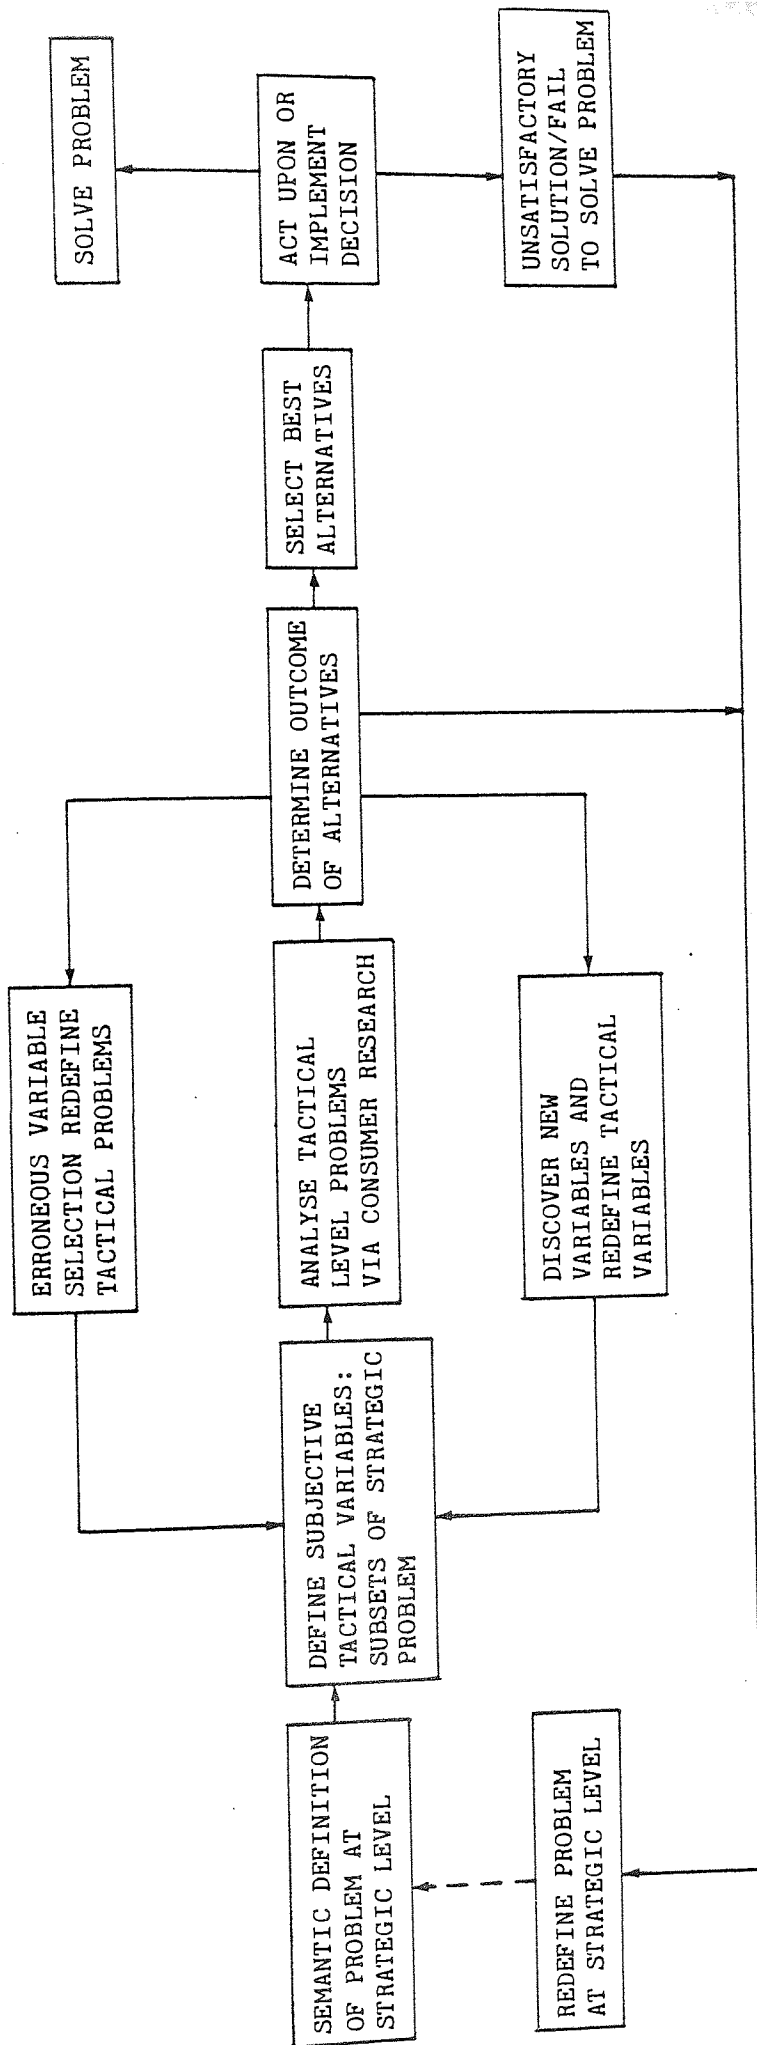 SEMANTIC DEFINITION
OF PROBLEM AT
STRATEGIC LEVEL
REDEFINE PROBLEM
AT STRATEGIC LEVEL
DEFINE SUBJECTIVE
TACTICAL VARIABLES:
SUBSETS OF STRATEGIC
PROBLEM
ERRONEOUS VARIABLE
SELECTION REDEFINE
TACTICAL PROBLEMS
ANALYSE TACTICAL
LEVEL PROBLEMS
VIA CONSUMER RESEARCH
DISCOVER NEW
VARIABLES AND
REDEFINE TACTICAL
VARIABLES
DETERMINE OUTCOME
OF ALTERNATIVES
SELECT BEST
ALTERNATIVES
SOLVE PROBLEM
ACT UPON OR
IMPLEMENT
DECISION
UNSATISFACTORY
SOLUTION/FAIL
TO SOLVE PROBLEM